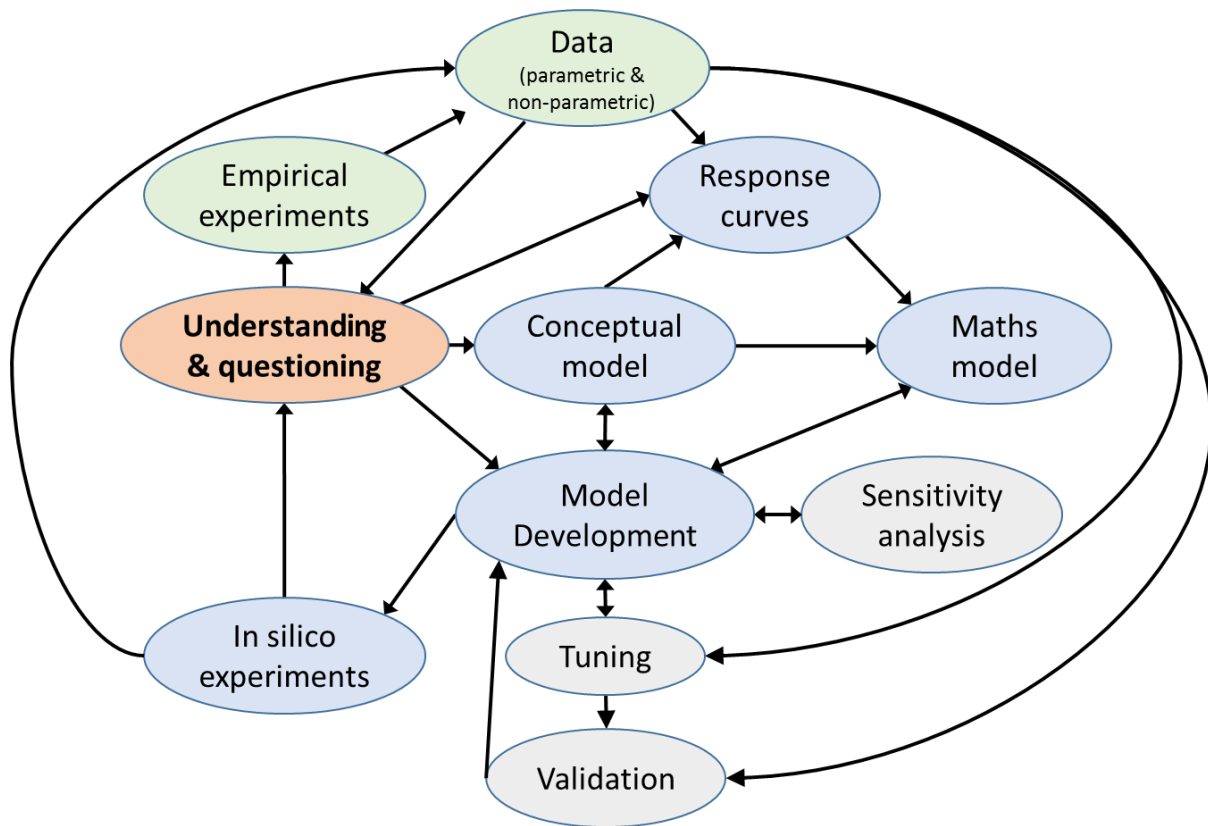 Data
(parametric &
non-parametric)
Empirical
experiments
Response
curves
Understanding
& questioning
Conceptual
model
Maths
model
Model
Development
Sensitivity
analysis
In silico
experiments
Tuning
Validation